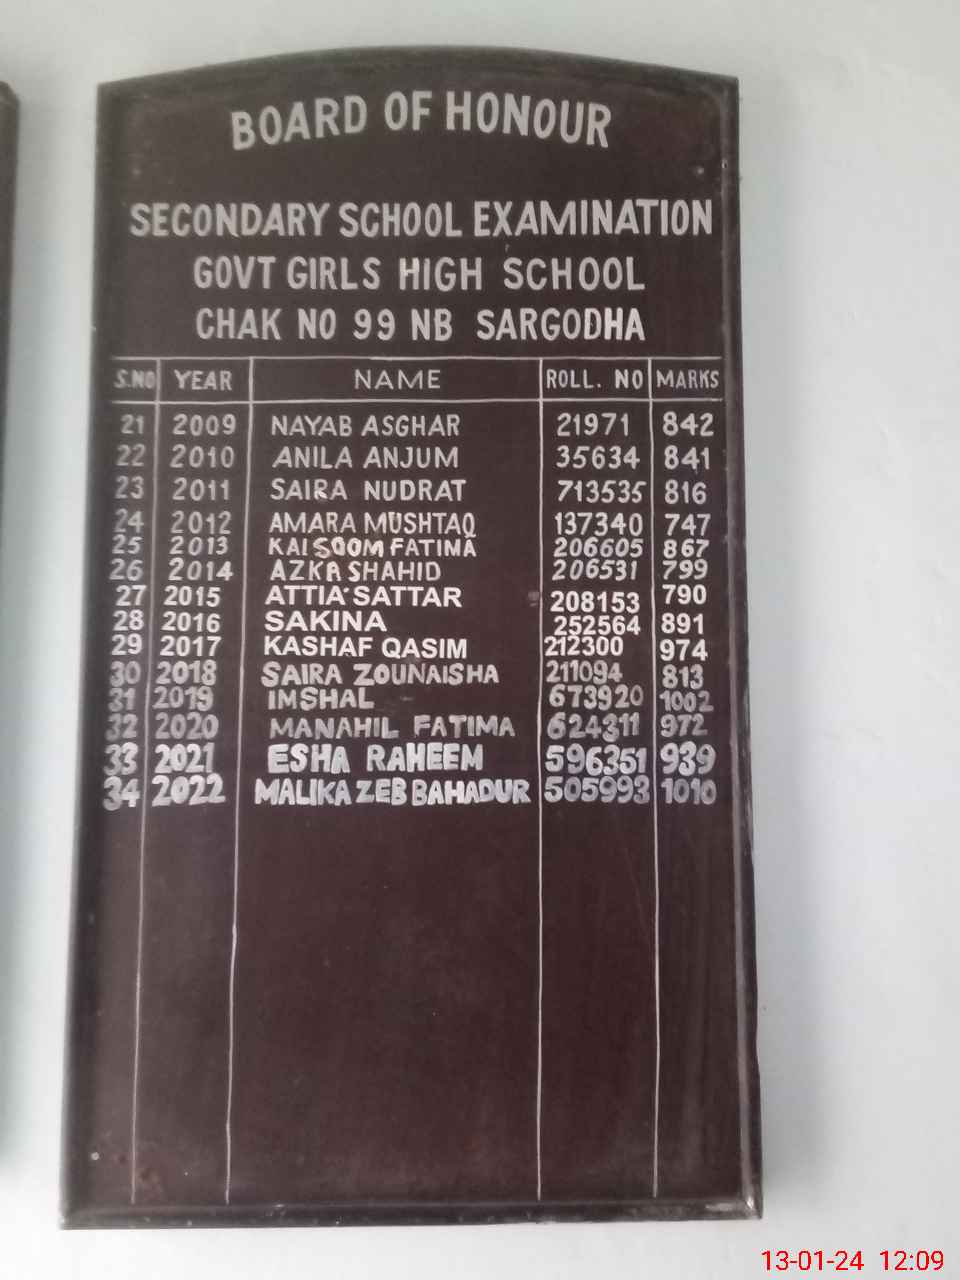 BOARD OF HONOUR
SECONDARY SCHOOL EXAMINATION
GOVT GIRLS HIGH SCHOOL
CHAK NO 99 NB SARGODHA
S.NO YEAR NAME ROLL. NO MARKS
21 2009 NAYAB ASGHAR 21971 842
22 2010 ANILA ANJUM 35634 841
23 2011 SAIRA NUDRAT 713535 816
24 2012 AMARA MUSHTAQ 137340 747
25 2013 KAISOOM FATIMA 206605 867
26 2014 AZKA SHAHID 206531 799
27 2015 ATTIA SATTAR 208153 790
28 2016 SAKINA 252564 891
29 2017 KASHAF QASIM 212300 974
30 2018 SAIRA ZOUNAISHA 211094 813
31 2019 IMSHAL 673920 1002
32 2020 MANAHIL FATIMA 624311 972
33 2021 ESHA RAHEEM 596351 939
34 2022 MALIKA ZEB BAHADUR 505993 1010
13-01-24 12:09